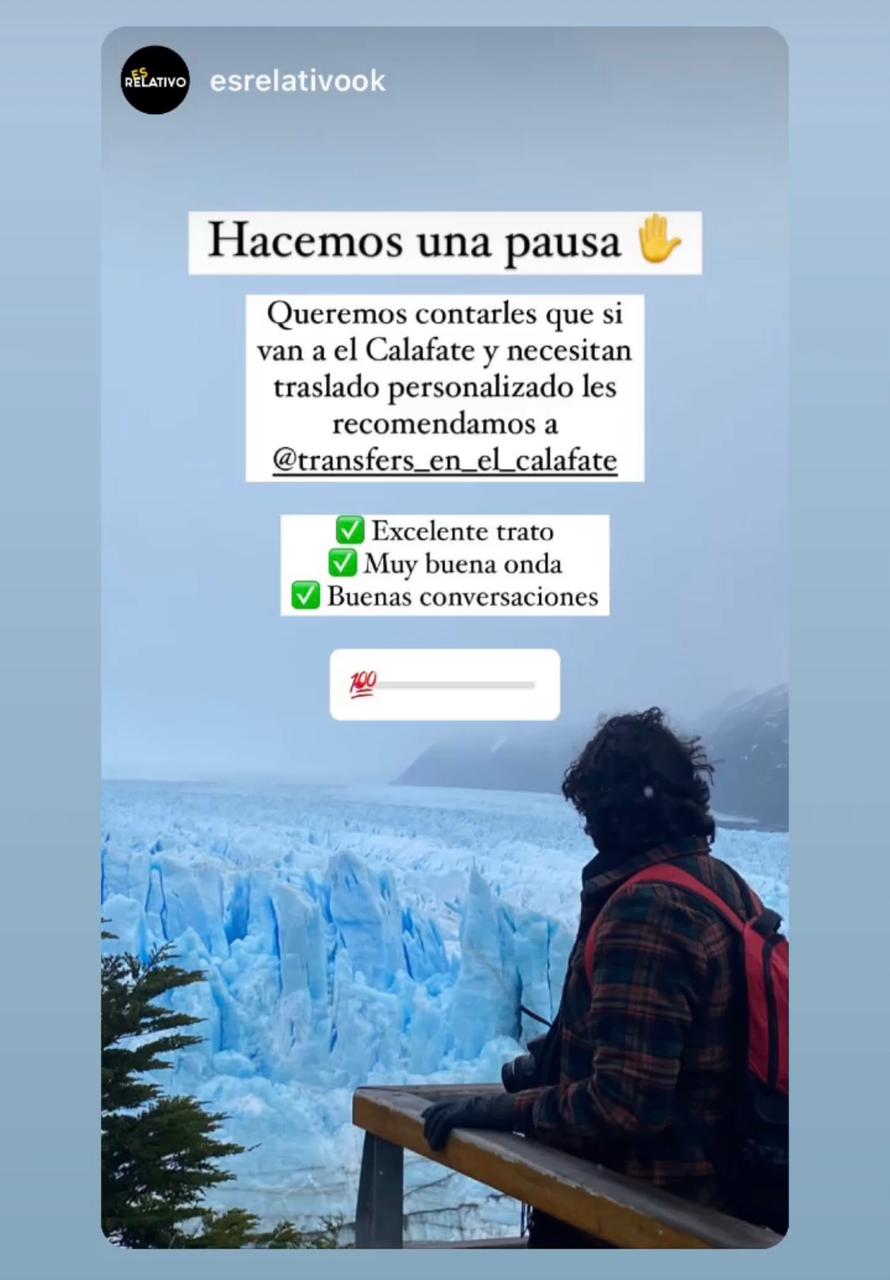 ES
RELATIVO
esrelativook
Hacemos una pausa ✋
Queremos contarles que si
van a el Calafate y necesitan
traslado personalizado les
recomendamos a
@transfers_en_el_calafate
✅ Excelente trato
✅ Muy buena onda
✅ Buenas conversaciones
💯